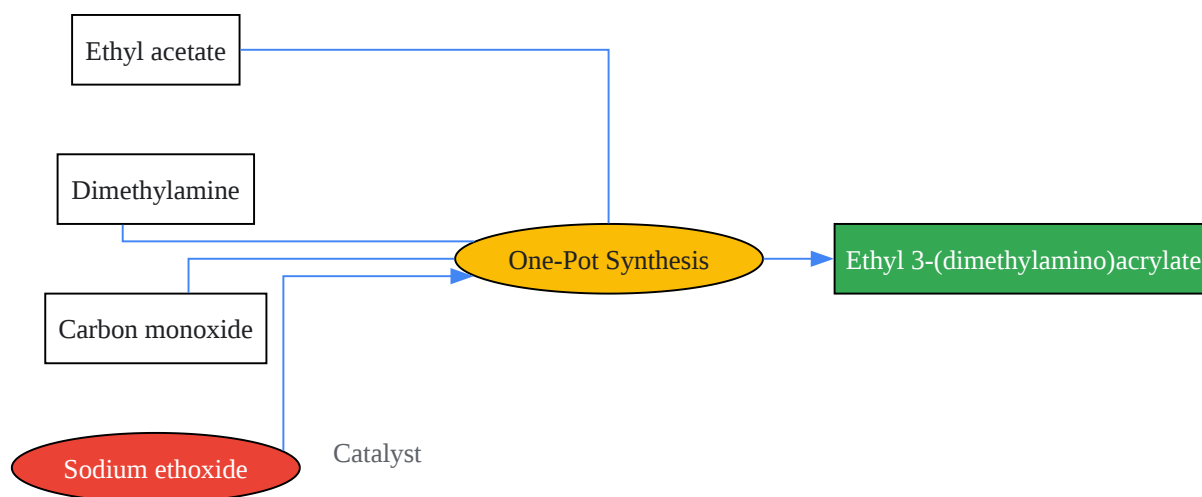 Ethyl acetate
Dimethylamine
One-Pot Synthesis
Ethyl 3-(dimethylamino)acrylate
Carbon monoxide
Sodium ethoxide
Catalyst